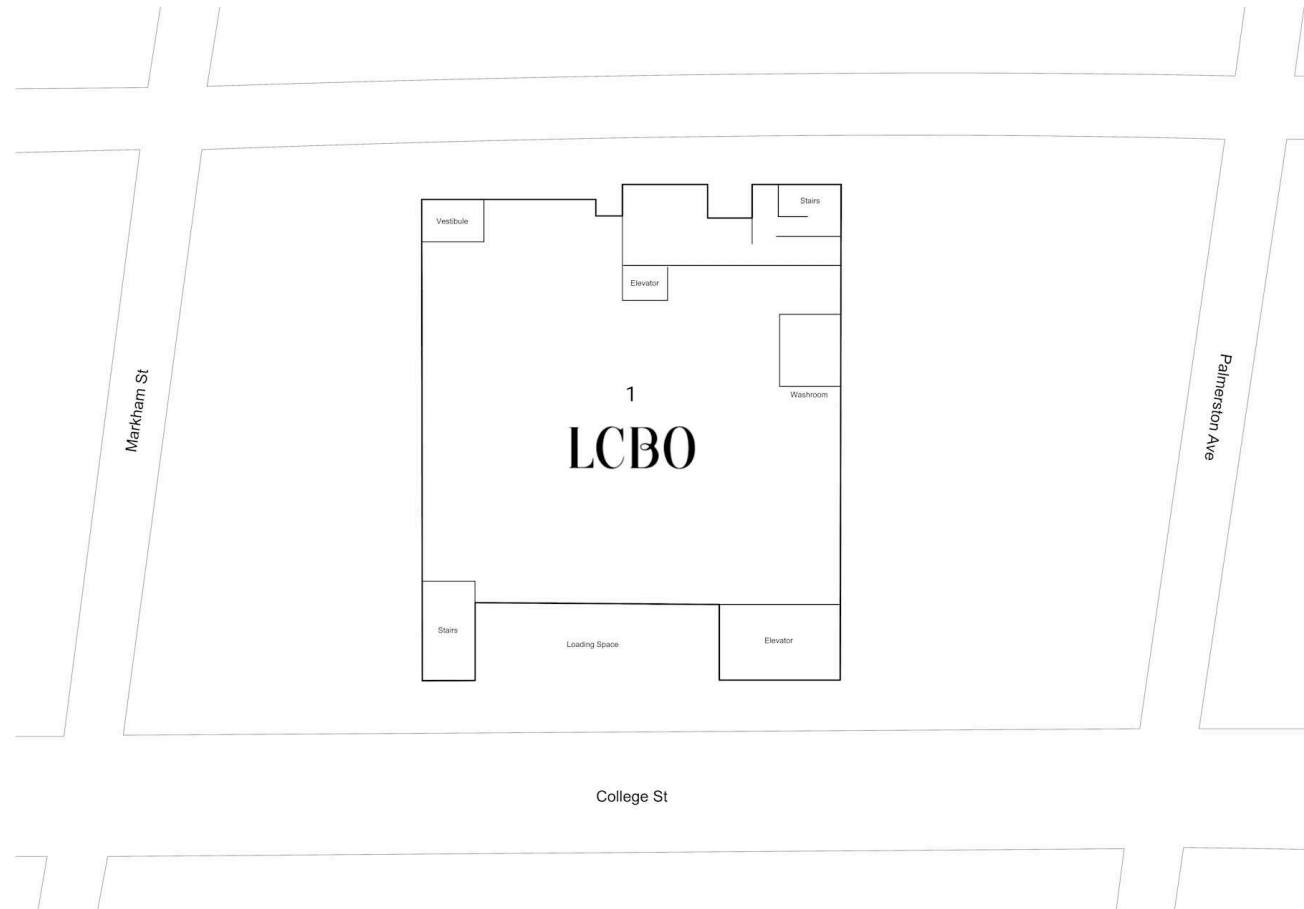 Stairs
Vestibule
Elevator
Markham St
Palmerston Ave
1
Washroom
LCBO
Stairs
Loading Space
Elevator
College St